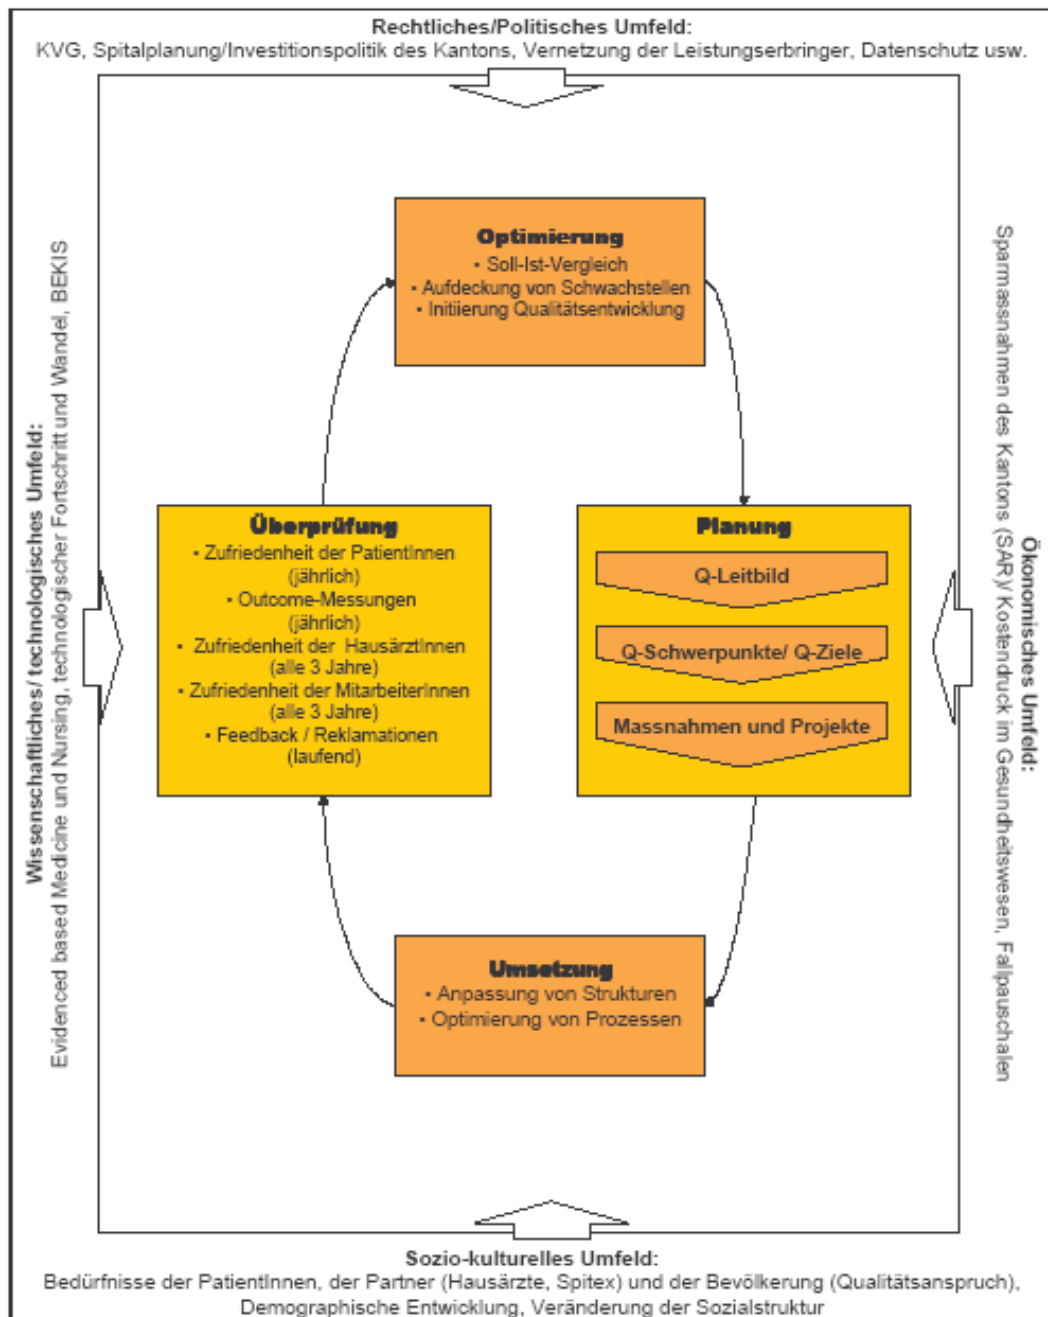 Rechtliches/Politisches Umfeld:
KVG, Spitalplanung/Investitionspolitik des Kantons, Vernetzung der Leistungserbringer, Datenschutz usw.
Wissenschaftliches/ technologisches Umfeld:
Evidenced based Medicine und Nursing, technologischer Fortschritt und Wandel, BEKIS
Optimierung
• Soll-Ist-Vergleich
• Aufdeckung von Schwachstellen
• Initiierung Qualitätsentwicklung
Überprüfung
• Zufriedenheit der PatientInnen
(jährlich)
• Outcome-Messungen
(jährlich)
• Zufriedenheit der HausärztInnen
(alle 3 Jahre)
• Zufriedenheit der MitarbeiterInnen
(alle 3 Jahre)
• Feedback / Reklamationen
(laufend)
Planung
Q-Leitbild
Q-Schwerpunkte/ Q-Ziele
Massnahmen und Projekte
Umsetzung
• Anpassung von Strukturen
• Optimierung von Prozessen
Ökonomisches Umfeld:
Sparmassnahmen des Kantons (SAR)/ Kostendruck im Gesundheitswesen, Fallpauschalen
Sozio-kulturelles Umfeld:
Bedürfnisse der PatientInnen, der Partner (Hausärzte, Spitex) und der Bevölkerung (Qualitätsanspruch),
Demographische Entwicklung, Veränderung der Sozialstruktur